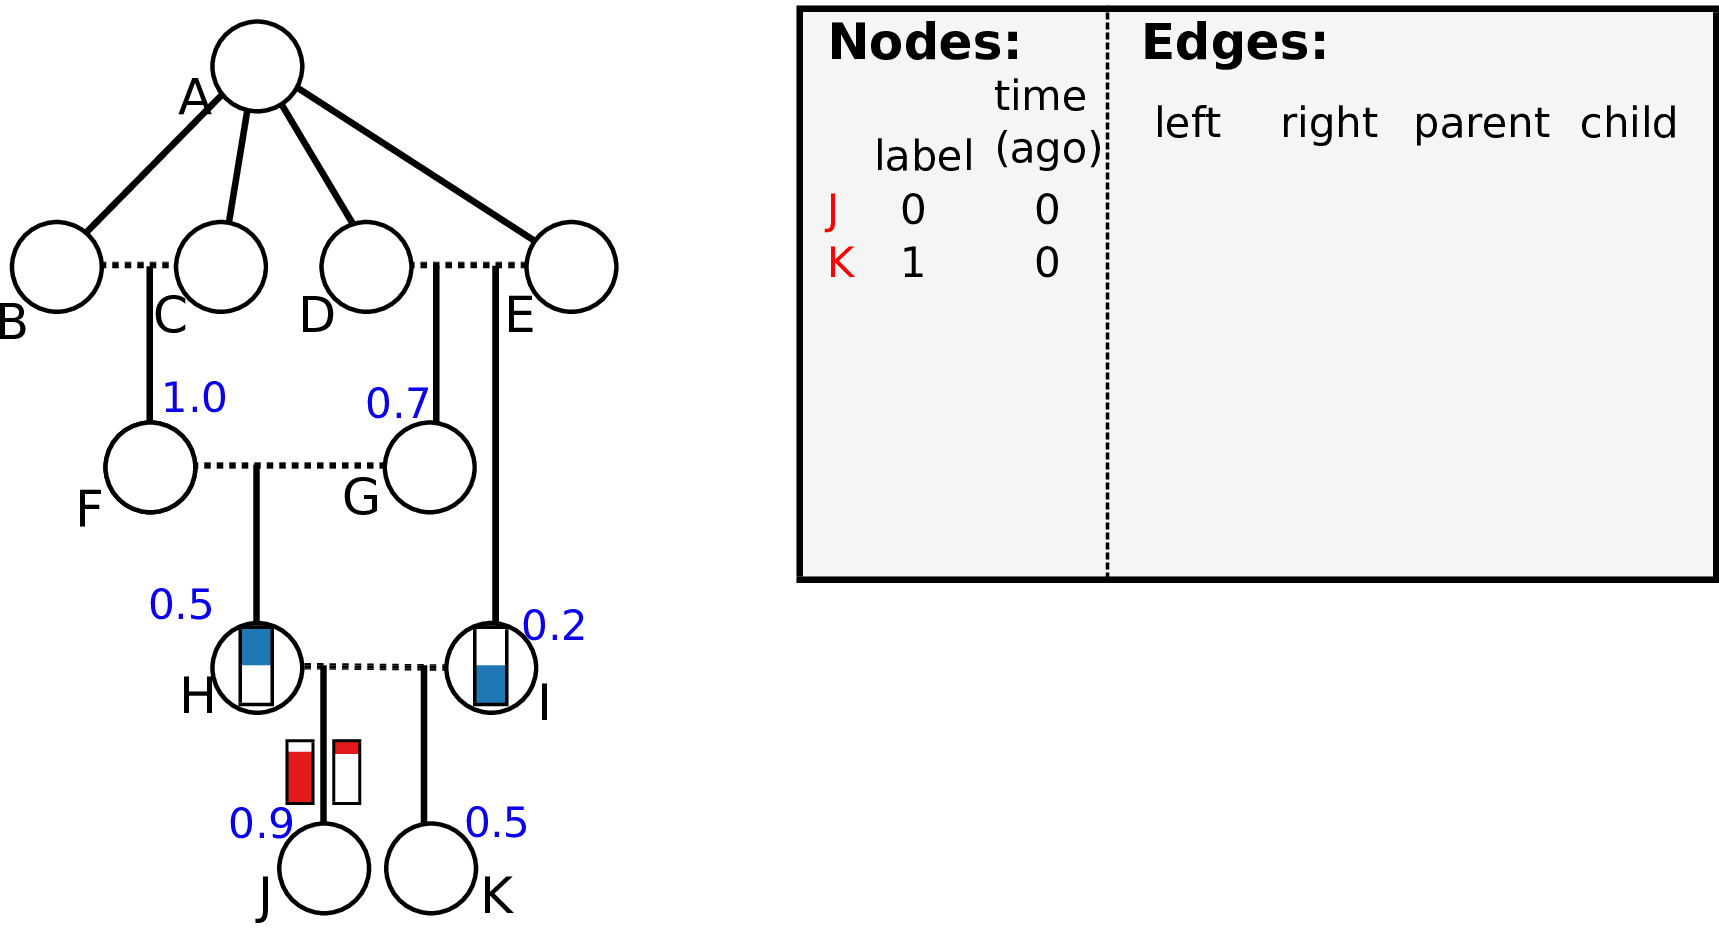 A
B
C
D
E
1.0
0.7
F
G
0.5
0.2
H
I
0.9
0.5
J
K
Nodes:
Edges:
time
label
(ago)
left right parent child
J 0 0
K 1 0